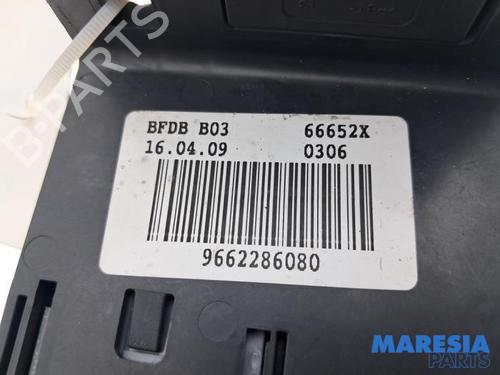 BFDB B03 66652X
16.04.09 0306
9662286080
B-PARTS
MARESIA
PARTS